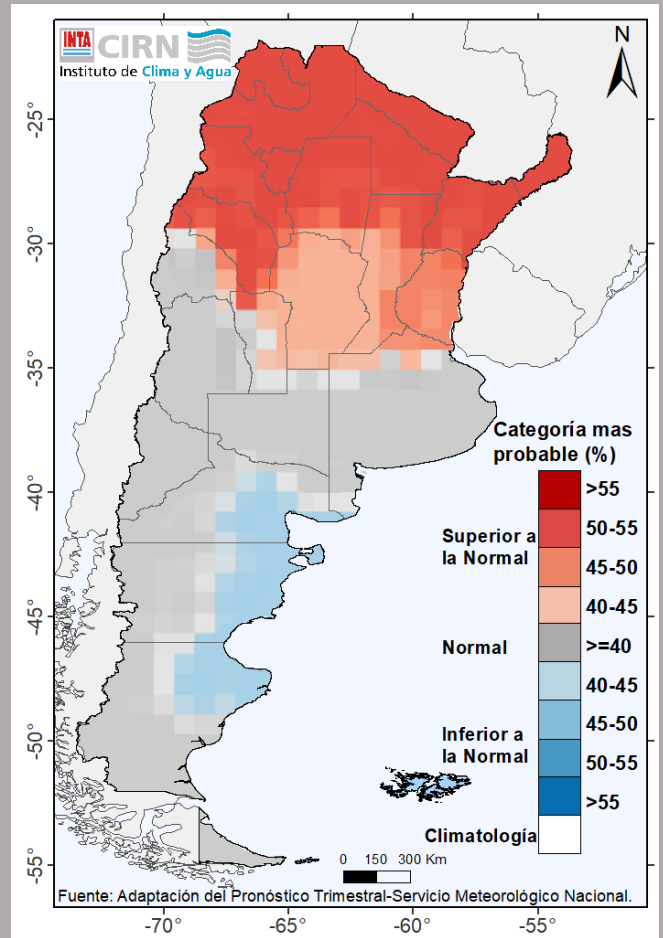 INTA CIRN
Instituto de Clima y Agua
N
25°
30°
35°
40°
45°
50°
55°
Categoría mas
probable (%)
>55
Superior a
la Normal
50-55
45-50
40-45
Normal
>=40
40-45
45-50
Inferior a
la Normal
50-55
>55
Climatología
0 150 300 Km
Fuente: Adaptación del Pronóstico Trimestral-Servicio Meteorológico Nacional.
-70° -65° -60° -55°